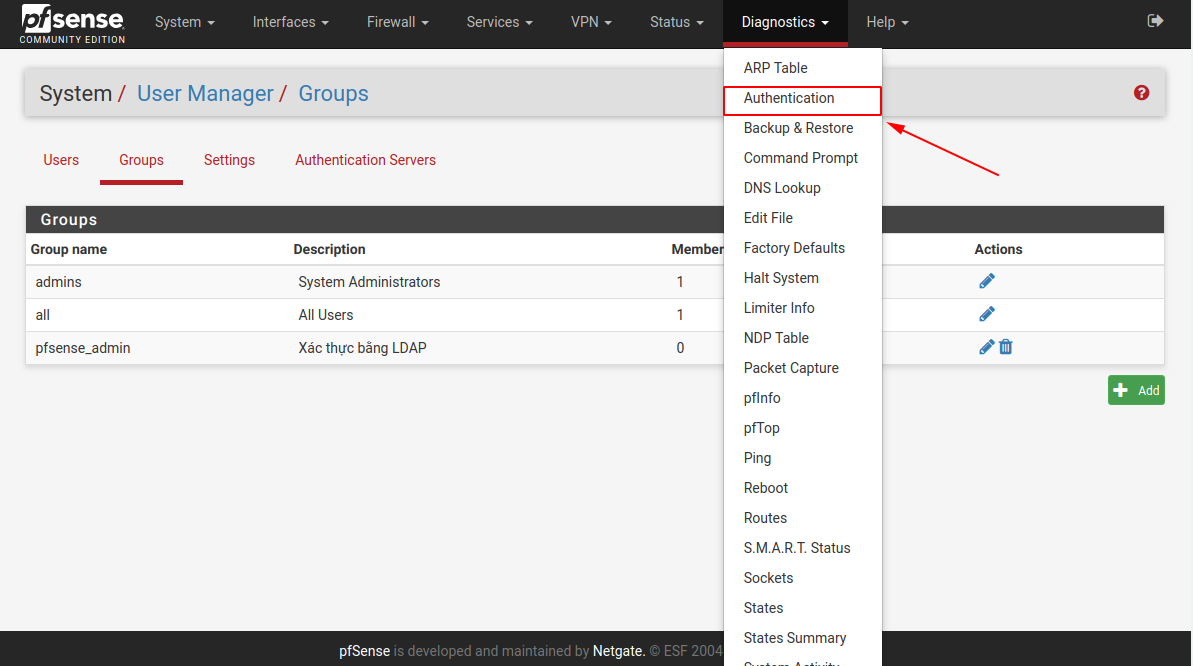 pfsense
COMMUNITY EDITION
System
Interfaces
Firewall
Services
VPN
Status
Diagnostics
Help
System / User Manager / Groups
Users
Groups
Settings
Authentication Servers
Groups
Group name Description Member Actions
admins System Administrators 1
all All Users 1
pfsense_admin Xác thực bằng LDAP 0
Add
ARP Table
Authentication
Backup & Restore
Command Prompt
DNS Lookup
Edit File
Factory Defaults
Halt System
Limiter Info
NDP Table
Packet Capture
pfInfo
pfTop
Ping
Reboot
Routes
S.M.A.R.T. Status
Sockets
States
States Summary
System Activity
pfSense is developed and maintained by Netgate. © ESF 2004